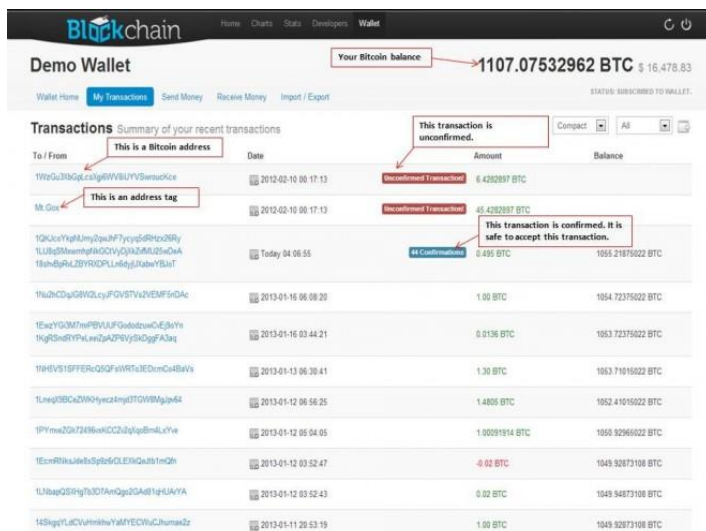 Blockchain
Home Charts Stats Developers Wallet
Demo Wallet
Your Bitcoin balance
1107.07532962 BTC $ 16,478.83
Wallet Home My Transactions Send Money Receive Money Import / Export
STATUS: SUBSCRIBED TO WALLET.
Transactions Summary of your recent transactions
This transaction is
unconfirmed.
Compact All
This is a Bitcoin address
To / From Date Amount Balance
2012-02-10 00:17:13 Unconfirmed Transaction! 6.4282897 BTC
This is an address tag
Mt.Gox 2012-02-10 00:17:13 Unconfirmed Transaction! 45.4282897 BTC
This transaction is confirmed. It is
safe to accept this transaction.
Today 04:06:55 44 Confirmations 0.495 BTC 1055.21875022 BTC
2013-01-16 06:08:20 1.00 BTC 1054.72375022 BTC
2013-01-16 03:44:21 0.0136 BTC 1053.72375022 BTC
2013-01-13 06:30:41 1.30 BTC 1053.71015022 BTC
2013-01-12 06:56:25 1.4805 BTC 1052.41015022 BTC
2013-01-12 05:04:05 1.00091914 BTC 1050.92965022 BTC
2013-01-12 03:52:47 -0.02 BTC 1049.92873108 BTC
2013-01-12 03:52:43 0.02 BTC 1049.94873108 BTC
2013-01-11 20:53:19 1.00 BTC 1049.92873108 BTC